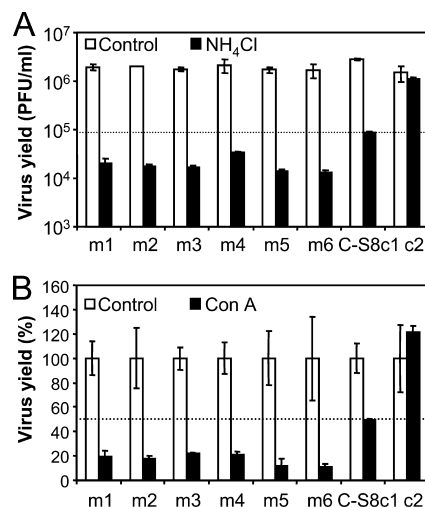 A
Virus yield (PFU/ml)
10⁷
10⁶
10⁵
10⁴
10³
Control NH₄Cl
m1 m2 m3 m4 m5 m6 C-S8c1 c2
B
Virus yield (%)
160
140
120
100
80
60
40
20
0
Control Con A
m1 m2 m3 m4 m5 m6 C-S8c1 c2